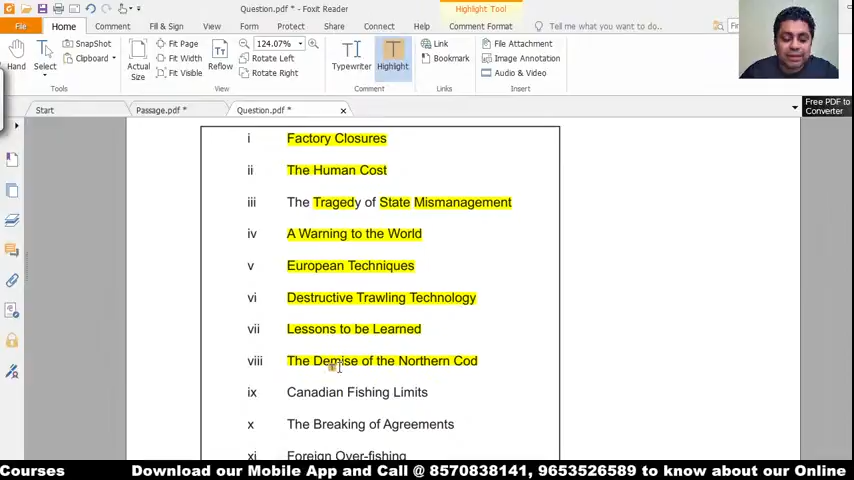 Question.pdf * - Foxit Reader
Highlight Tool
File
Home
Comment
Fill & Sign
View
Form
Protect
Share
Connect
Help
Comment Format
Tell me what you want to do..
Hand
Select
SnapShot
Clipboard
Tools
Actual
Size
Fit Page
Fit Width
Fit Visible
Reflow
124.07%
Rotate Left
Rotate Right
View
Typewriter
Highlight
Comment
Link
Bookmark
Links
File Attachment
Image Annotation
Audio & Video
Insert
Start
Passage.pdf *
Question.pdf *
Free PDF to
Converter
i Factory Closures
ii The Human Cost
iii The Tragedy of State Mismanagement
iv A Warning to the World
v European Techniques
vi Destructive Trawling Technology
vii Lessons to be Learned
viii The Demise of the Northern Cod
ix Canadian Fishing Limits
x The Breaking of Agreements
xi Foreign Over-fishing
Courses Download our Mobile App and Call @ 8570838141, 9653526589 to know about our Online